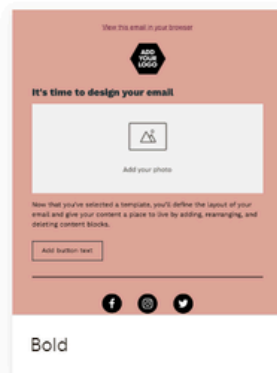 View this email in your browser
ADD
YOUR
LOGO
It's time to design your email
Add your photo
Now that you've selected a template, you'll define the layout of your
email and give your content a place to live by adding, rearranging, and
deleting content blocks.
Add button text
Bold